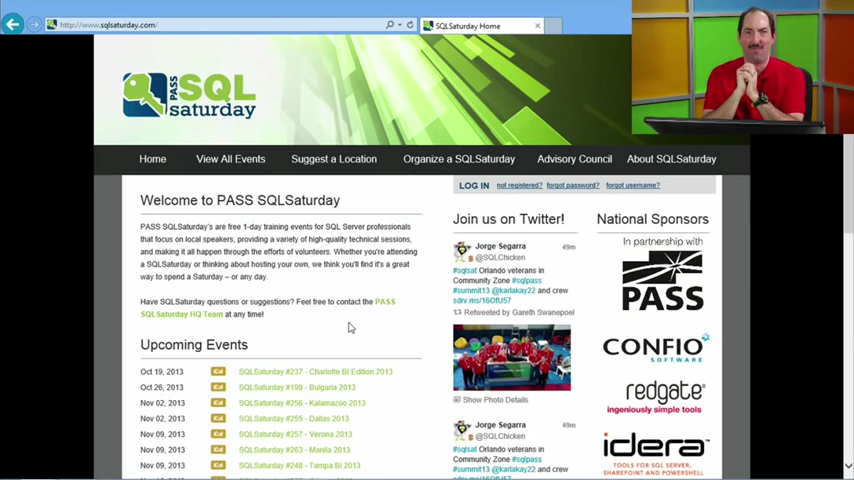 http://www.sqlsaturday.com/
SQLSaturday Home
PASS SQL
saturday
Home View All Events Suggest a Location Organize a SQLSaturday Advisory Council About SQLSaturday
LOG IN not registered? forgot password? forgot username?
Welcome to PASS SQLSaturday
PASS SQLSaturday's are free 1-day training events for SQL Server professionals
that focus on local speakers, providing a variety of high-quality technical sessions,
and making it all happen through the efforts of volunteers. Whether you're attending
a SQLSaturday or thinking about hosting your own, we think you'll find it's a great
way to spend a Saturday – or any day.
Have SQLSaturday questions or suggestions? Feel free to contact the PASS
SQLSaturday HQ Team at any time!
Upcoming Events
Oct 19, 2013 iCal SQLSaturday #237 - Charlotte BI Edition 2013
Oct 26, 2013 iCal SQLSaturday #199 - Bulgaria 2013
Nov 02, 2013 iCal SQLSaturday #256 - Kalamazoo 2013
Nov 02, 2013 iCal SQLSaturday #255 - Dallas 2013
Nov 09, 2013 iCal SQLSaturday #257 - Verona 2013
Nov 09, 2013 iCal SQLSaturday #263 - Manila 2013
Nov 09, 2013 iCal SQLSaturday #248 - Tampa BI 2013
Join us on Twitter!
Jorge Segarra 49m
@SQLChicken
#sqlsat Orlando veterans in
Community Zone #sqlpass
#summit13 @karlakay22 and crew
sdrv.ms/16OfU57
Retweeted by Gareth Swanepoel
Show Photo Details
Jorge Segarra 49m
@SQLChicken
#sqlsat Orlando veterans in
Community Zone #sqlpass
#summit13 @karlakay22 and crew
National Sponsors
In partnership with
PASS
CONFIO
SOFTWARE
redgate
ingeniously simple tools
idera
TOOLS FOR SQL SERVER,
SHAREPOINT AND POWERSHELL